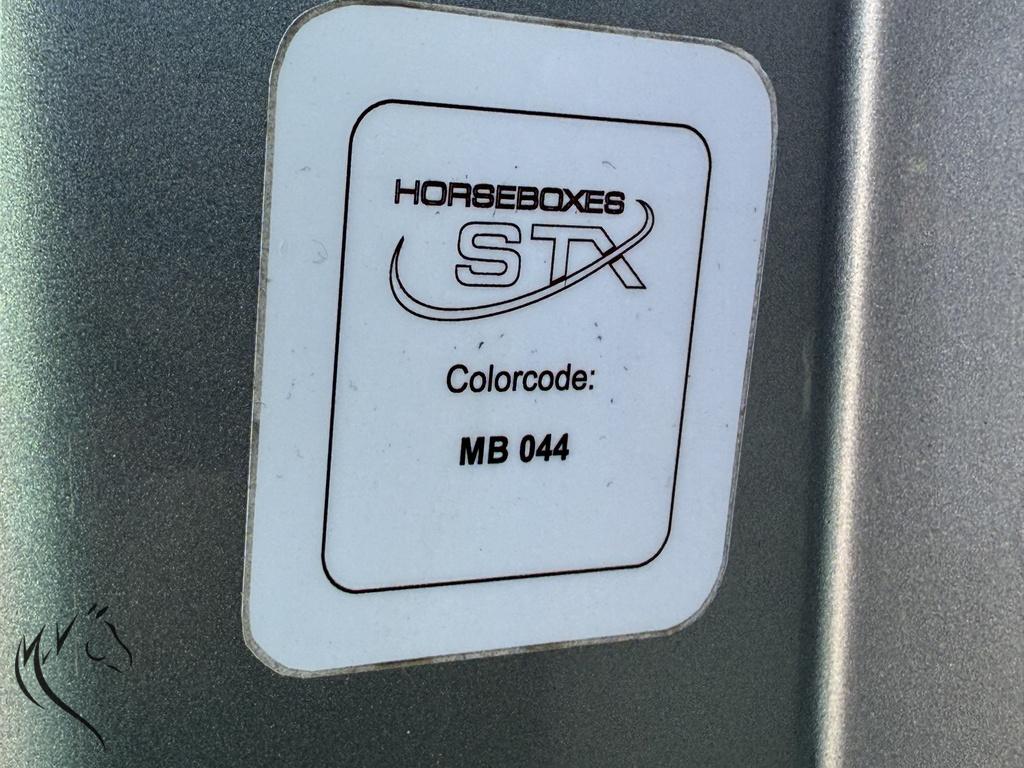 HORSEBOXES
STX
Colorcode:
MB 044